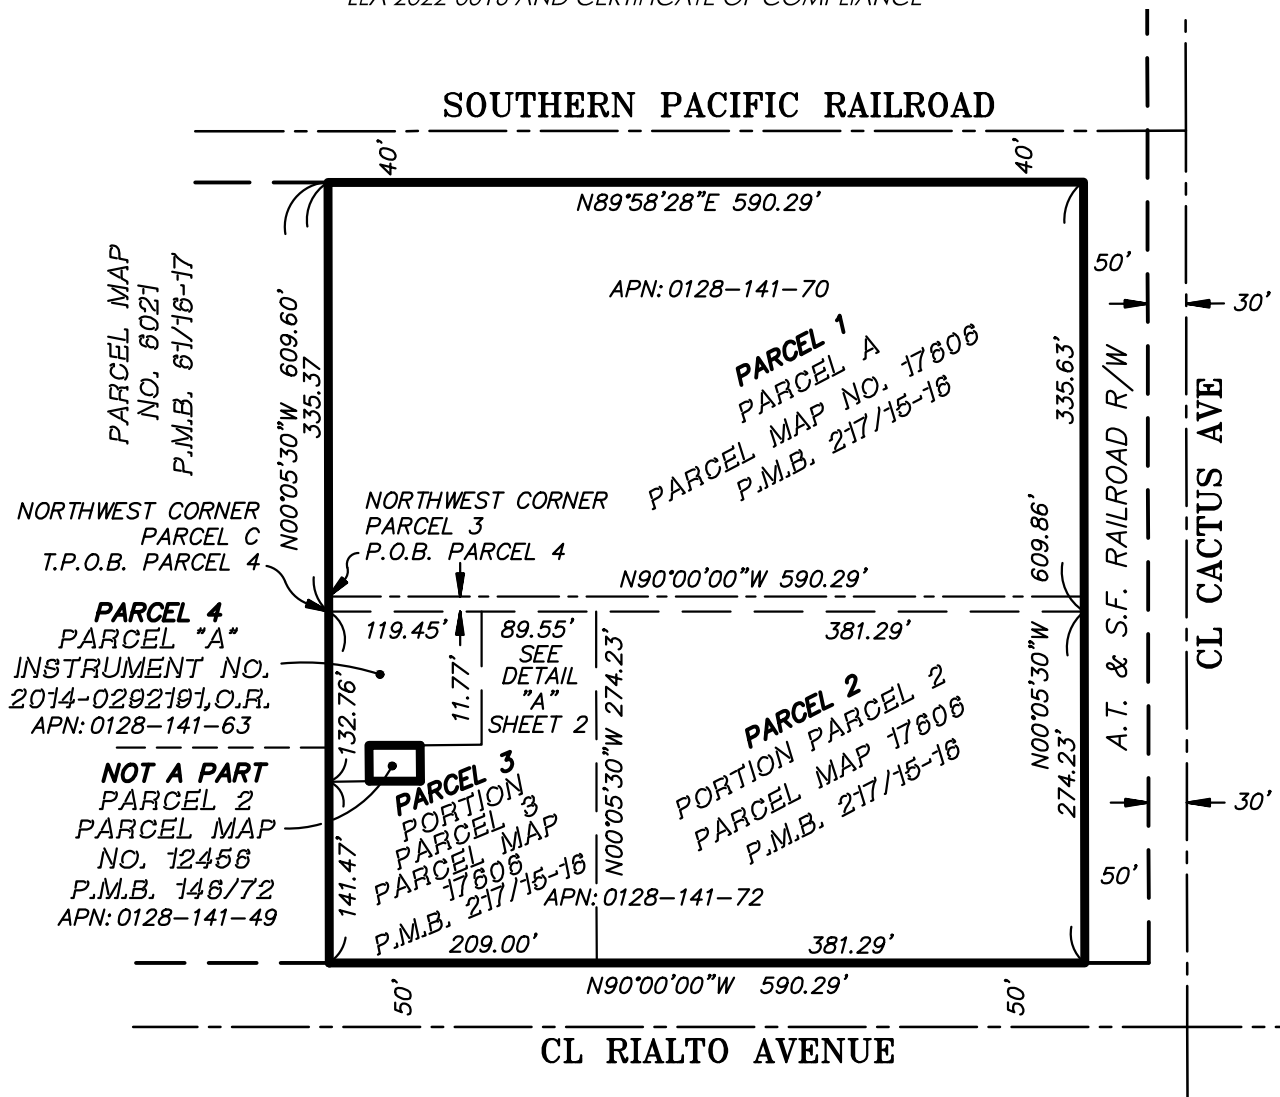 SOUTHERN PACIFIC RAILROAD
40'
40'
N89°58'28"E 590.29'
50'
APN: 0128-141-70
30'
PARCEL MAP
NO. 6021
P.M.B. 61/16-17
N00°05'30"W 609.60'
335.37
PARCEL 1
PARCEL A
PARCEL MAP NO. 17606
P.M.B. 217/15-16
335.63'
609.86'
A.T. & S.F. RAILROAD R/W
CL CACTUS AVE
NORTHWEST CORNER
PARCEL C
T.P.O.B. PARCEL 4
NORTHWEST CORNER
PARCEL 3
P.O.B. PARCEL 4
N90°00'00"W 590.29'
PARCEL 4
PARCEL "A"
INSTRUMENT NO.
2014-0292191,O.R.
APN: 0128-141-63
119.45'
11.77'
132.76'
89.55'
SEE
DETAIL
"A"
SHEET 2
N00°05'30"W 274.23'
381.29'
N00°05'30"W
274.23'
PARCEL 2
PORTION PARCEL 2
PARCEL MAP 17606
P.M.B. 217/15-16
NOT A PART
PARCEL 2
PARCEL MAP
NO. 12456
P.M.B. 146/72
APN: 0128-141-49
PARCEL 3
PORTION
PARCEL 3
PARCEL MAP
17606
P.M.B. 217/15-16
141.47'
APN: 0128-141-72
30'
50'
209.00'
381.29'
N90°00'00"W 590.29'
50'
50'
CL RIALTO AVENUE